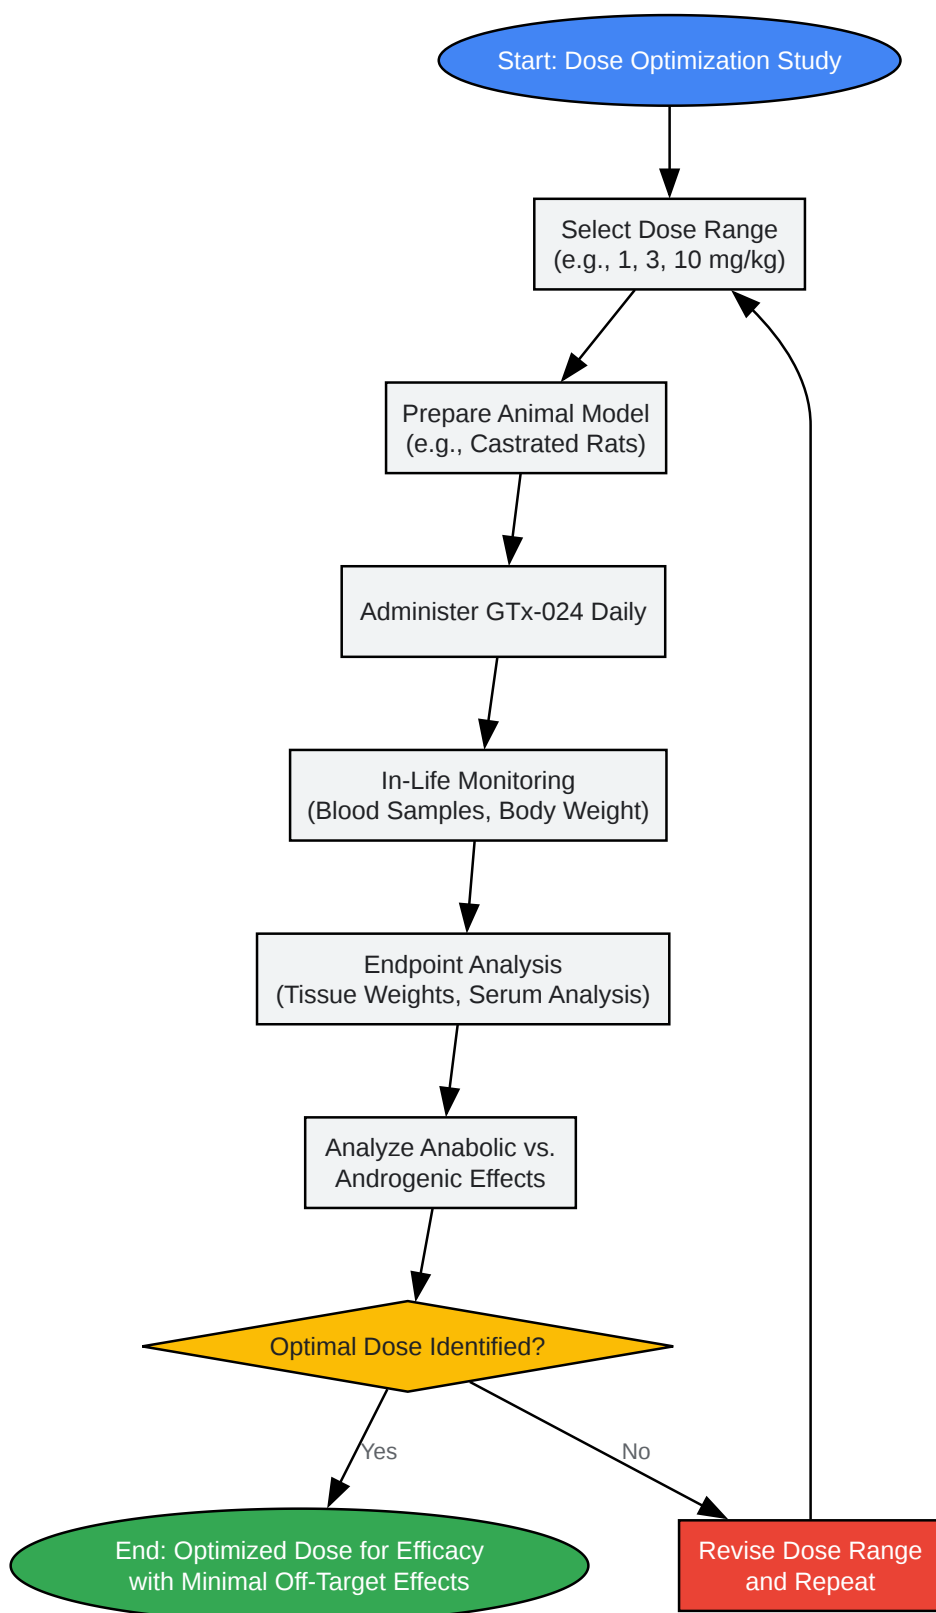 Start: Dose Optimization Study
Select Dose Range
(e.g., 1, 3, 10 mg/kg)
Prepare Animal Model
(e.g., Castrated Rats)
Administer GTx-024 Daily
In-Life Monitoring
(Blood Samples, Body Weight)
Endpoint Analysis
(Tissue Weights, Serum Analysis)
Analyze Anabolic vs.
Androgenic Effects
Optimal Dose Identified?
Yes
No
End: Optimized Dose for Efficacy
with Minimal Off-Target Effects
Revise Dose Range
and Repeat